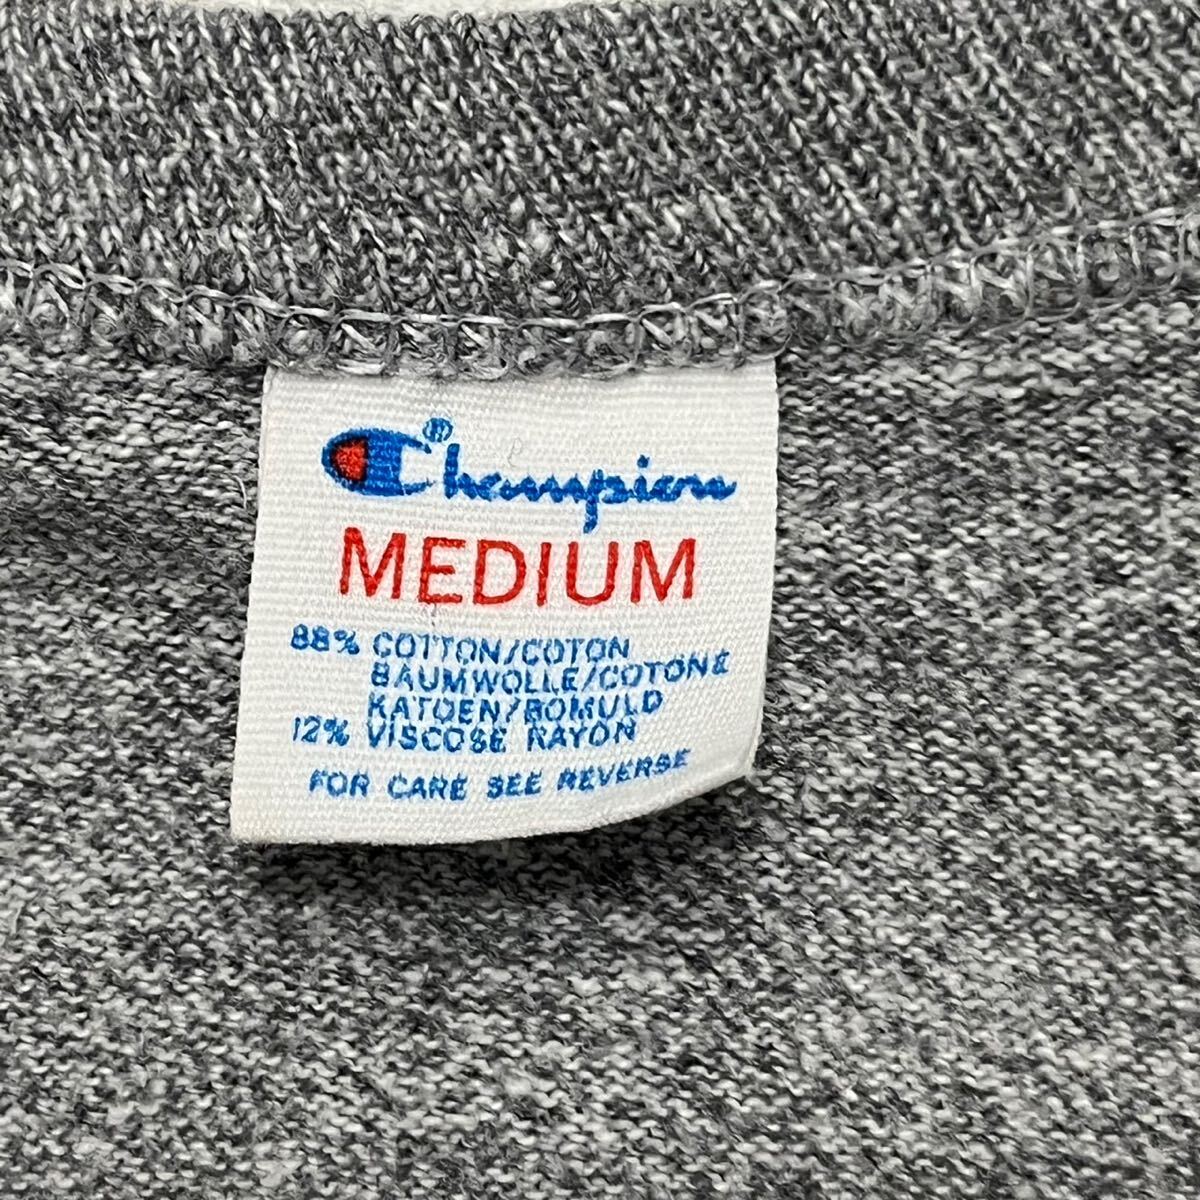 Champion®
MEDIUM
88% COTTON/COTON
BAUMWOLLE/COTONE
KATOEN/BOMULD
12% VISCOSE RAYON
FOR CARE SEE REVERSE